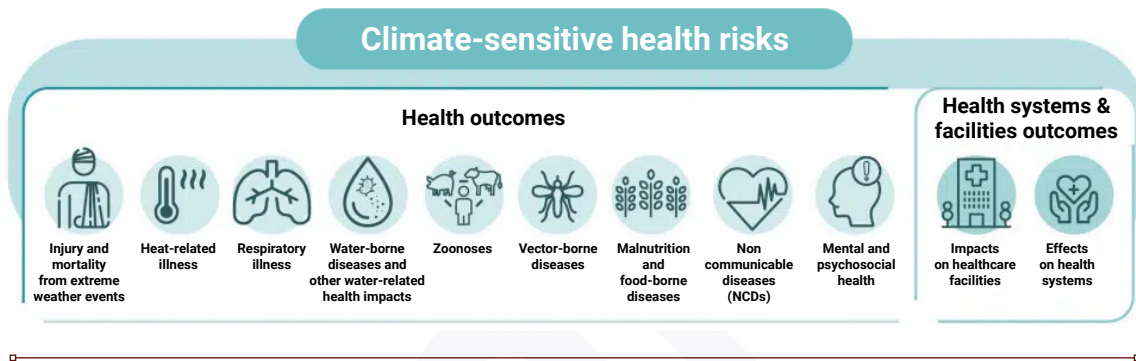 Climate-sensitive health risks
Health outcomes
Injury and
mortality
from extreme
weather events
Heat-related
illness
Respiratory
illness
Water-borne
diseases and
other water-related
health impacts
Zoonoses
Vector-borne
diseases
Malnutrition
and
food-borne
diseases
Non
communicable
diseases
(NCDs)
Mental and
psychosocial
health
Health systems &
facilities outcomes
Impacts
on healthcare
facilities
Effects
on health
systems